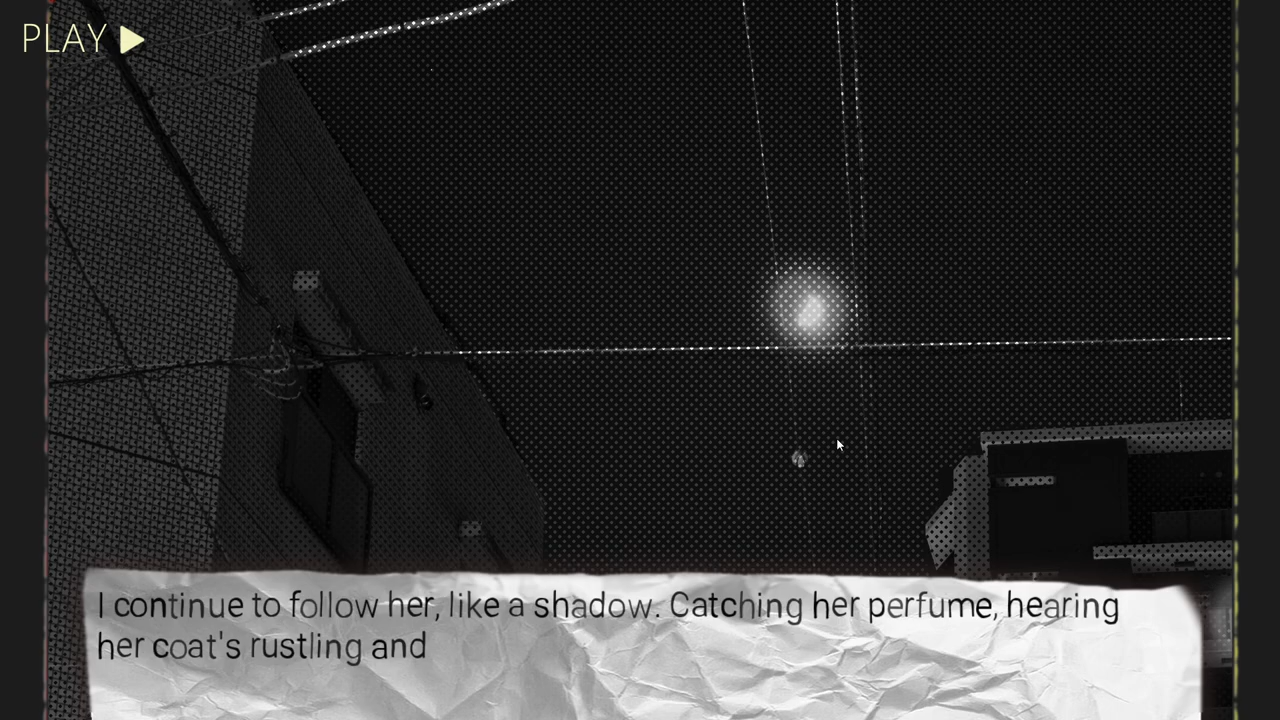 PLAY
I continue to follow her, like a shadow. Catching her perfume, hearing
her coat's rustling and